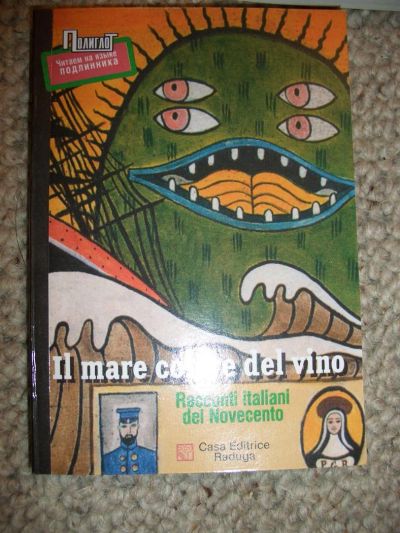 ПОЛИГЛОТ
Читаем на языке
ПОДЛИННИКА
Il mare del vino
Racconti italiani
del Novecento
Casa Editrice
Raduga
P.G.R.